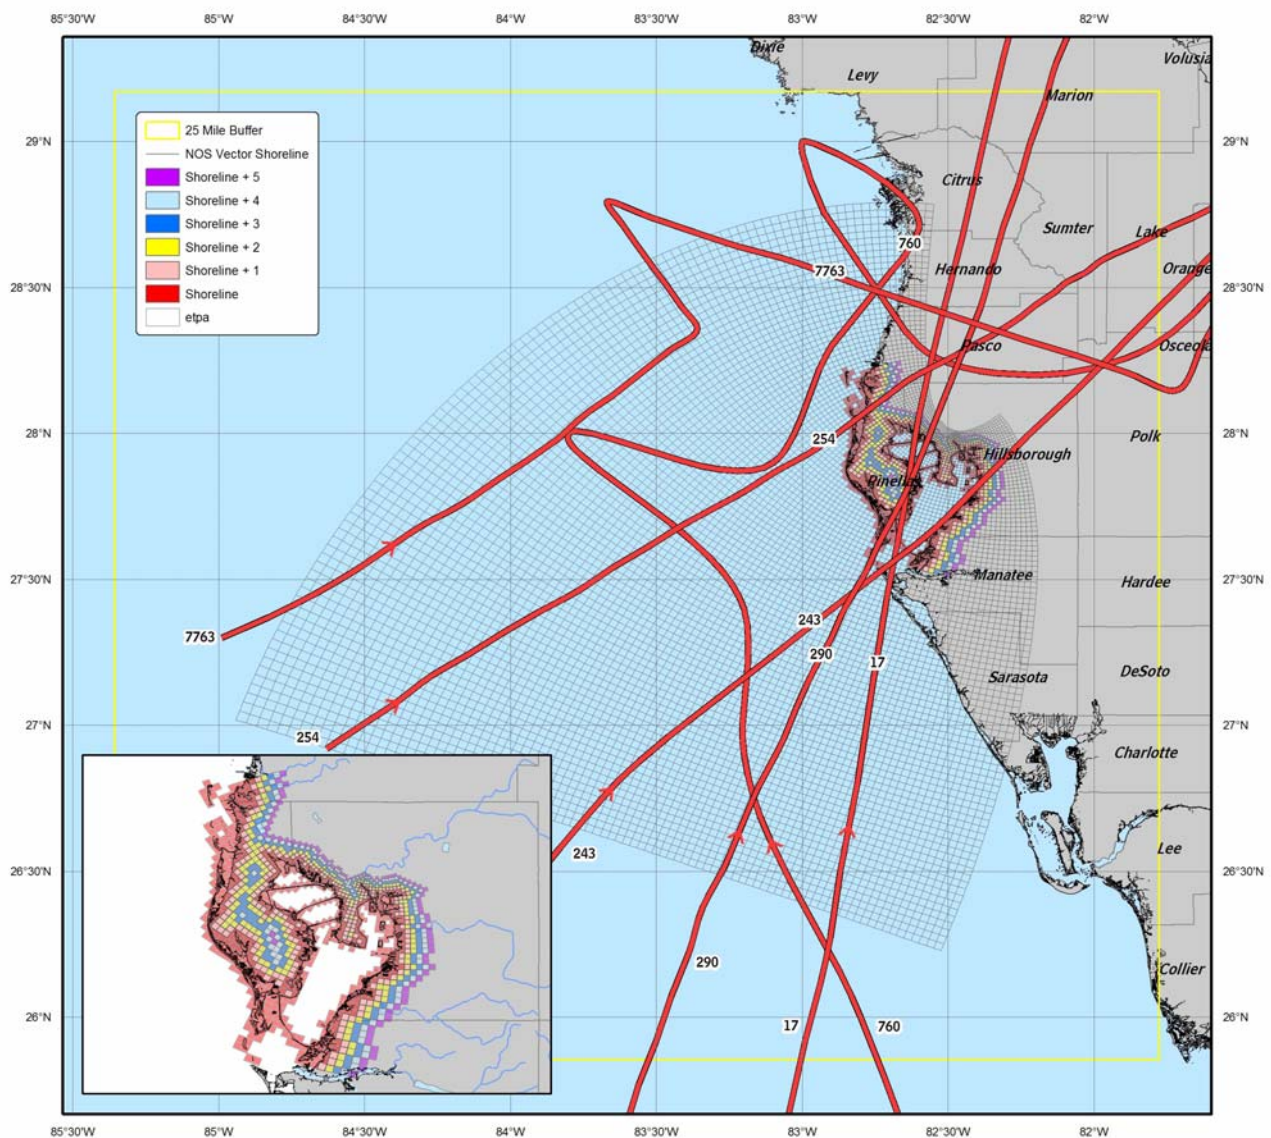 85°30'W 85°W 84°30'W 84°W 83°30'W 83°W 82°30'W 82°W
Dixie
Levy
Volusia
Marion
25 Mile Buffer
NOS Vector Shoreline
Shoreline + 5
Shoreline + 4
Shoreline + 3
Shoreline + 2
Shoreline + 1
Shoreline
etpa
29°N 29°N
Citrus
Sumter
Lake
760
Hernando
Orange
7763
28°30'N 28°30'N
Pasco
Osceola
28°N 28°N
254
Polk
Hillsborough
Pinellas
27°30'N 27°30'N
Manatee
Hardee
243
7763
290
17
Sarasota
DeSoto
27°N 27°N
254
Charlotte
243
Lee
26°30'N 26°30'N
290
Collier
26°N 26°N
17
760
85°30'W 85°W 84°30'W 84°W 83°30'W 83°W 82°30'W 82°W